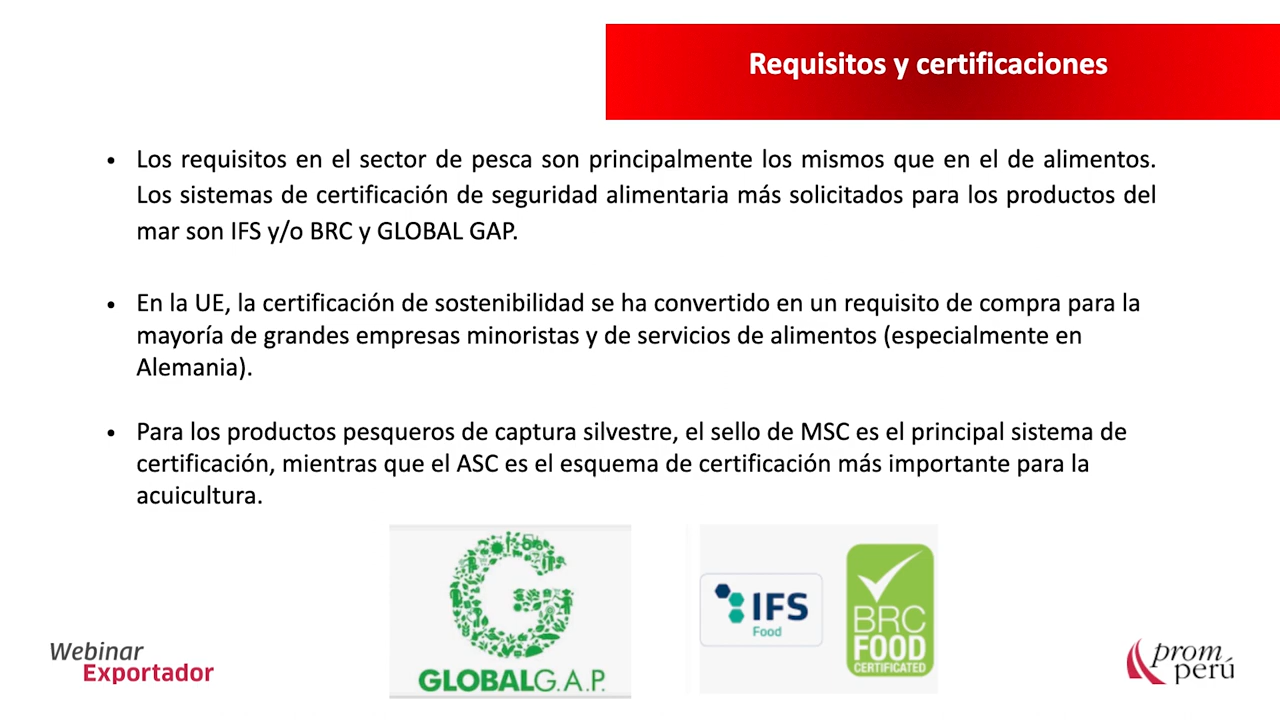 Requisitos y certificaciones
• Los requisitos en el sector de pesca son principalmente los mismos que en el de alimentos.
Los sistemas de certificación de seguridad alimentaria más solicitados para los productos del
mar son IFS y/o BRC y GLOBAL GAP.
• En la UE, la certificación de sostenibilidad se ha convertido en un requisito de compra para la
mayoría de grandes empresas minoristas y de servicios de alimentos (especialmente en
Alemania).
• Para los productos pesqueros de captura silvestre, el sello de MSC es el principal sistema de
certificación, mientras que el ASC es el esquema de certificación más importante para la
acuicultura.
G
GLOBALG.A.P.
IFS
Food
BRC
FOOD
CERTIFICATED
Webinar
Exportador
prom
perú